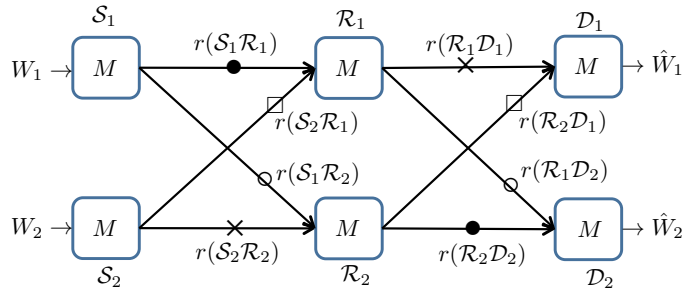 𝒮₁ ℛ₁ 𝒟₁
r(𝒮₁ℛ₁) r(ℛ₁𝒟₁)
W₁ M M M Ŵ₁
r(𝒮₂ℛ₁) r(ℛ₂𝒟₁)
r(𝒮₁ℛ₂) r(ℛ₁𝒟₂)
W₂ M M M Ŵ₂
r(𝒮₂ℛ₂) r(ℛ₂𝒟₂)
𝒮₂ ℛ₂ 𝒟₂